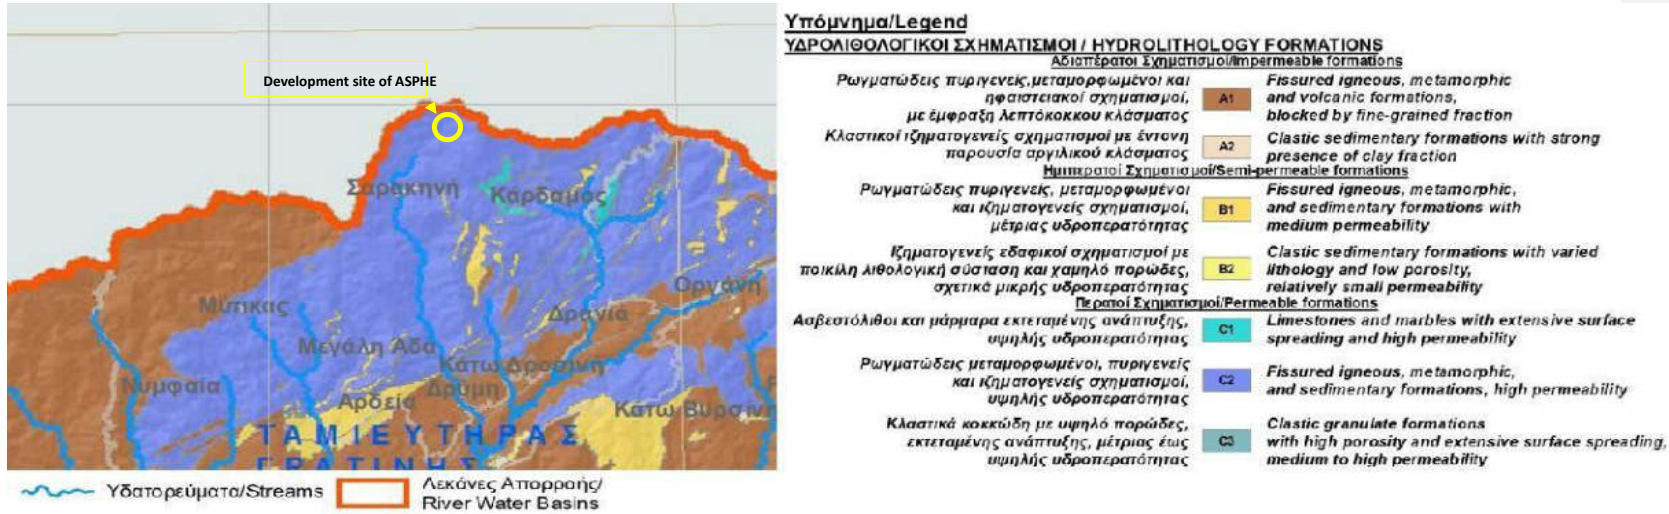 Development site of ASPHE
Σαρακηνή
Κάρδαμος
Οργάνη
Μύτικας
Δρανιά
Μεγάλη Αδα
Κάτω Δροσινη
Νυμφαία
Δρύμη
Αρδεία
Κάτω Βυρσινη
ΤΑΜΙΕΥΤΗΡΑΣ
ΓΡΑΤΙΝΗΣ
Υδατορεύματα/Streams
Λεκάνες Απορροής/
River Water Basins
Υπόμνημα/Legend
ΥΔΡΟΛΙΘΟΛΟΓΙΚΟΙ ΣΧΗΜΑΤΙΣΜΟΙ / HYDROLITHOLOGY FORMATIONS
Αδιαπέρατοι Σχηματισμοί/Impermeable formations
Ρωγματώδεις πυριγενείς,μεταμορφωμένοι και
ηφαιστειακοί σχηματισμοί,
με έμφραξη λεπτόκοκκου κλάσματος
A1
Fissured igneous, metamorphic
and volcanic formations,
blocked by fine-grained fraction
Κλαστικοί ιζηματογενείς σχηματισμοί με έντονη
παρουσία αργιλικού κλάσματος
A2
Clastic sedimentary formations with strong
presence of clay fraction
Ημιπερατοί Σχηματισμοί/Semi-permeable formations
Ρωγματώδεις πυριγενείς, μεταμορφωμένοι
και ιζηματογενείς σχηματισμοί,
μέτριας υδροπερατότητας
B1
Fissured igneous, metamorphic,
and sedimentary formations with
medium permeability
Ιζηματογενείς εδαφικοί σχηματισμοί με
ποικίλη λιθολογική σύσταση και χαμηλό πορώδες,
σχετικά μικρής υδροπερατότητας
B2
Clastic sedimentary formations with varied
lithology and low porosity,
relatively small permeability
Περατοί Σχηματισμοί/Permeable formations
Ασβεστόλιθοι και μάρμαρα εκτεταμένης ανάπτυξης,
υψηλής υδροπερατότητας
C1
Limestones and marbles with extensive surface
spreading and high permeability
Ρωγματώδεις μεταμορφωμένοι, πυριγενείς
και ιζηματογενείς σχηματισμοί,
υψηλής υδροπερατότητας
C2
Fissured igneous, metamorphic,
and sedimentary formations, high permeability
Κλαστικά κοκκώδη με υψηλό πορώδες,
εκτεταμένης ανάπτυξης, μέτριας έως
υψηλής υδροπερατότητας
C3
Clastic granulate formations
with high porosity and extensive surface spreading,
medium to high permeability